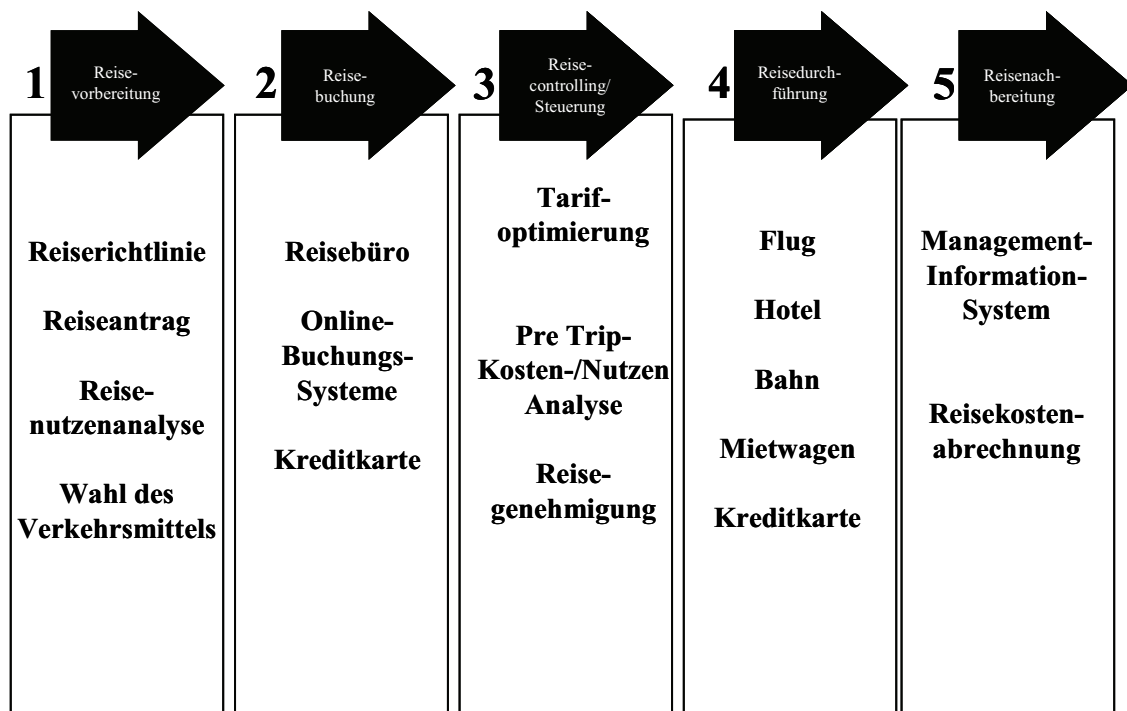 1
Reise-
vorbereitung
Reiserichtlinie
Reiseantrag
Reise-
nutzenanalyse
Wahl des
Verkehrsmittels
2
Reise-
buchung
Reisebüro
Online-
Buchungs-
Systeme
Kreditkarte
3
Reise-
controlling/
Steuerung
Tarif-
optimierung
Pre Trip-
Kosten-/Nutzen
Analyse
Reise-
genehmigung
4
Reisedurch-
führung
Flug
Hotel
Bahn
Mietwagen
Kreditkarte
5
Reisenach-
bereitung
Management-
Information-
System
Reisekosten-
abrechnung